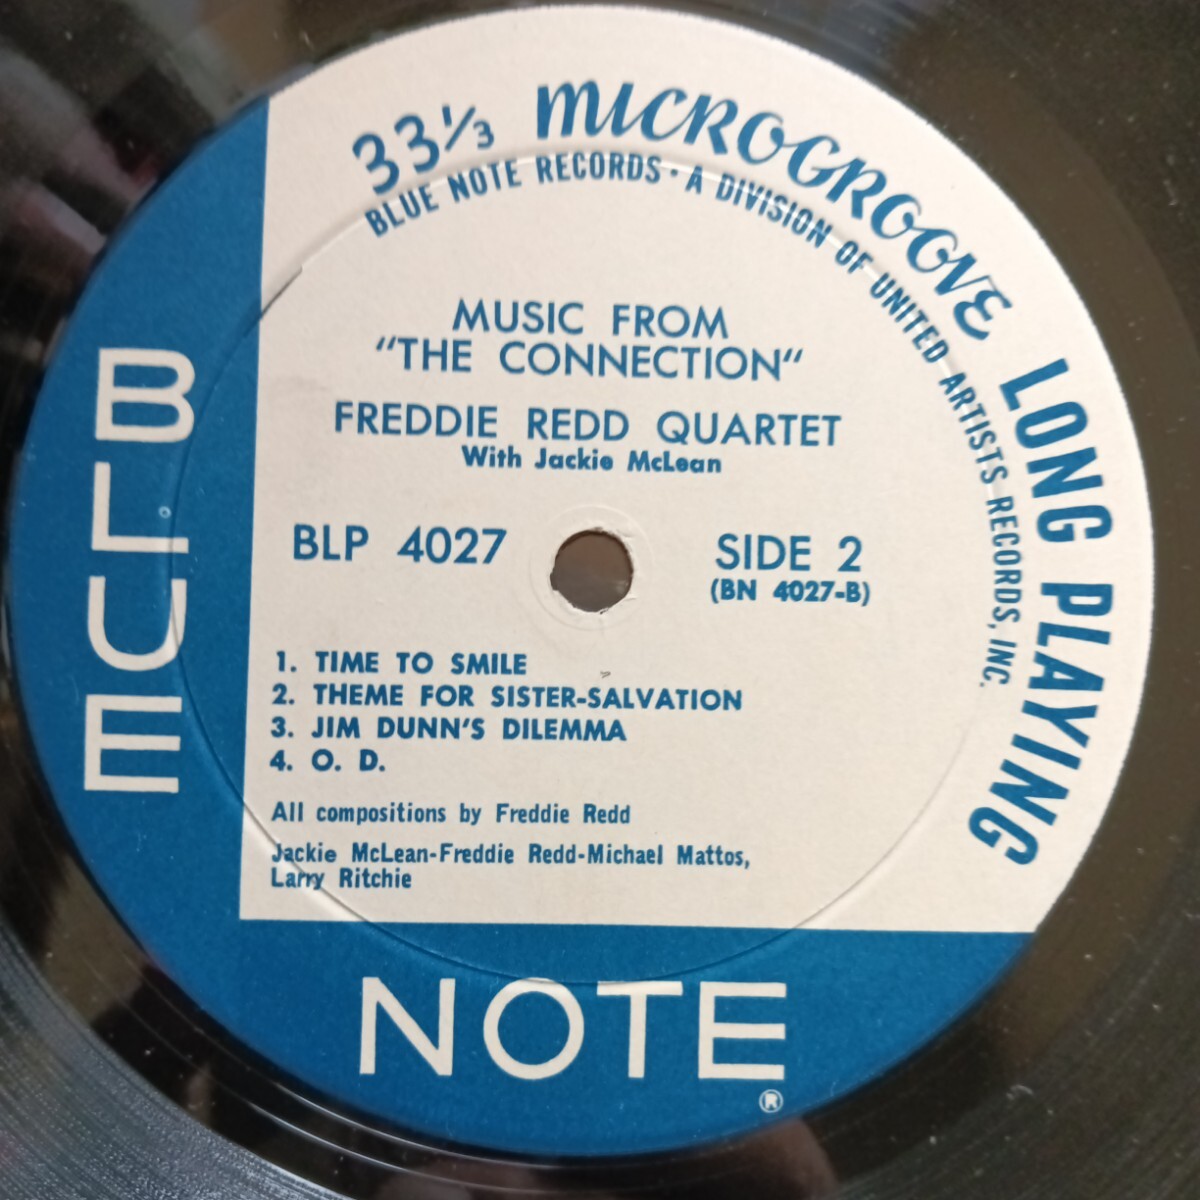 33⅓ MICROGROOVE LONG PLAYING
BLUE NOTE RECORDS · A DIVISION OF UNITED ARTISTS RECORDS, INC.
MUSIC FROM
"THE CONNECTION"
FREDDIE REDD QUARTET
With Jackie McLean
BLP 4027
SIDE 2
(BN 4027-B)
1. TIME TO SMILE
2. THEME FOR SISTER-SALVATION
3. JIM DUNN'S DILEMMA
4. O. D.
All compositions by Freddie Redd
Jackie McLean-Freddie Redd-Michael Mattos,
Larry Ritchie
BLUE
NOTE
®